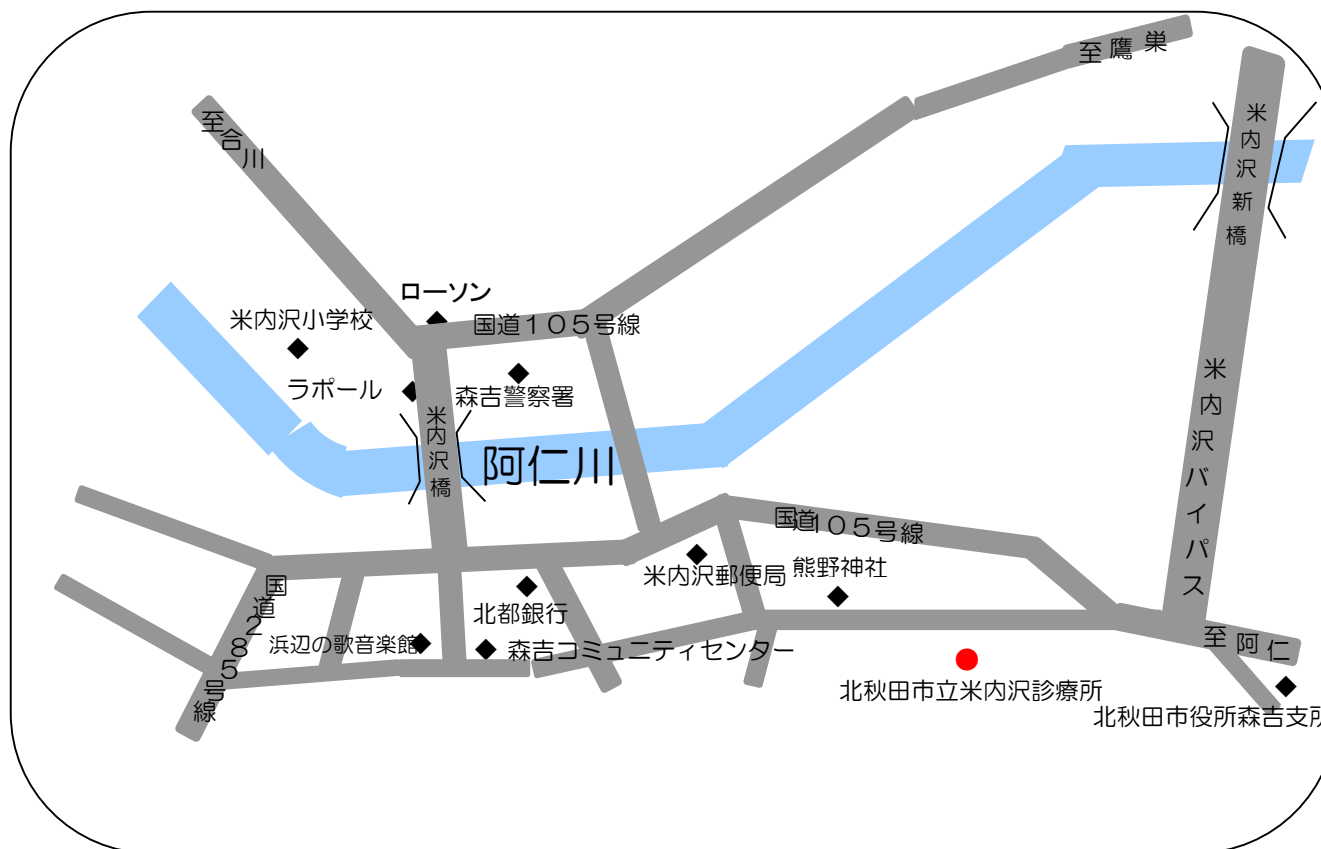 至鷹巣
至合川
米内沢新橋
ローソン
米内沢小学校
国道１０５号線
ラポール
森吉警察署
米内沢橋
阿仁川
米内沢バイパス
国道１０５号線
米内沢郵便局
熊野神社
国道２８５号線
北都銀行
浜辺の歌音楽館
森吉コミュニティセンター
至阿仁
北秋田市立米内沢診療所
北秋田市役所森吉支所